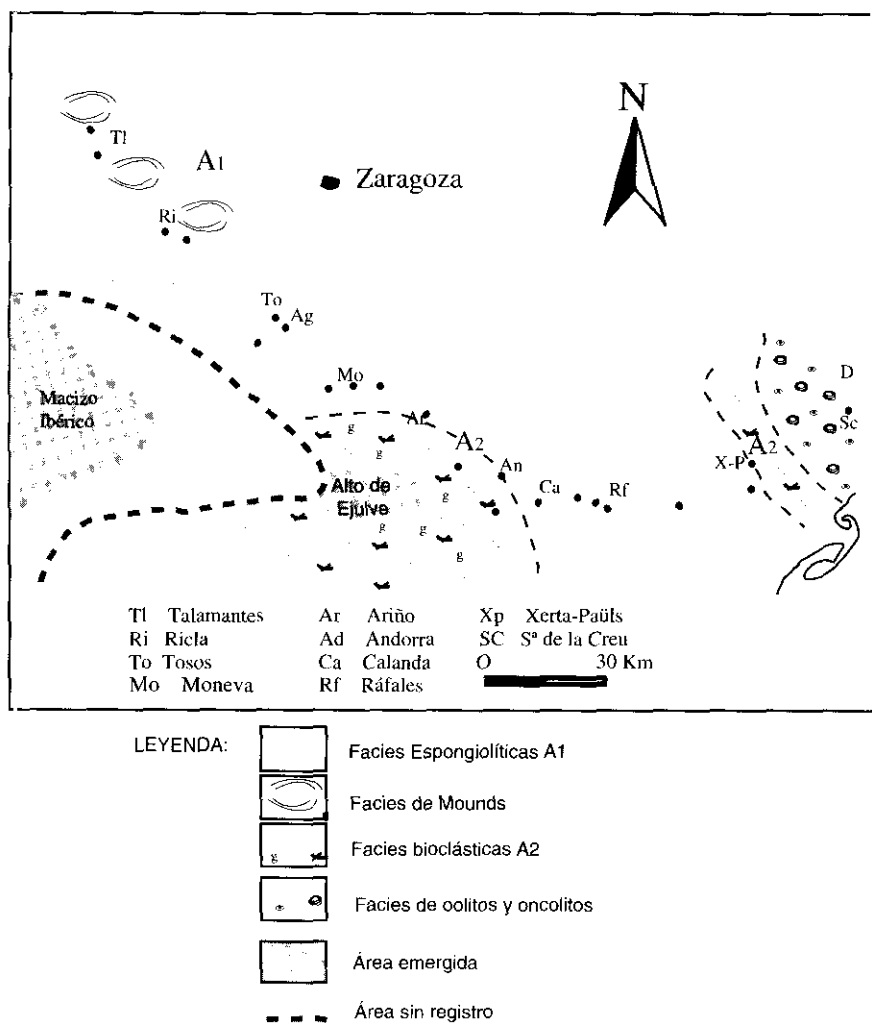 N
Tl
A1
Zaragoza
Ri
To
Ag
Mo
Macizo
Ibérico
Ar
A2
An
Alto de
Ejulve
Ca
Rf
D
Sc
A2
X-P
g
g
g
g
g
g
g
Tl Talamantes Ar Ariño Xp Xerta-Paüls
Ri Ricla Ad Andorra SC Sª de la Creu
To Tosos Ca Calanda O 30 Km
Mo Moneva Rf Ráfales
LEYENDA:
Facies Espongiolíticas A1
Facies de Mounds
g Facies bioclásticas A2
Facies de oolitos y oncolitos
Área emergida
Área sin registro